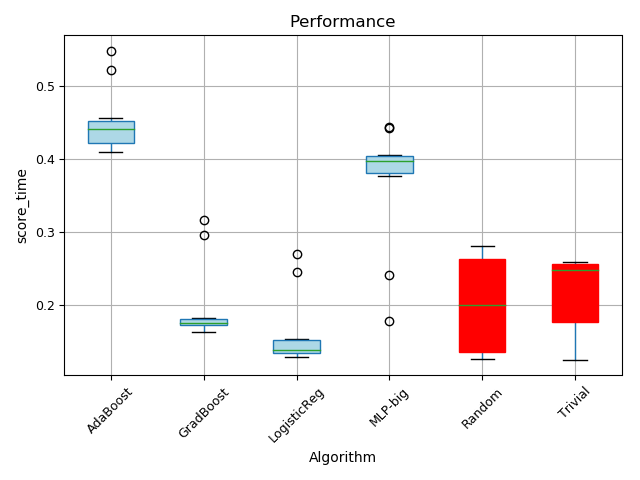 Performance
score_time
0.5
0.4
0.3
0.2
AdaBoost
GradBoost
LogisticReg
MLP-big
Random
Trivial
Algorithm